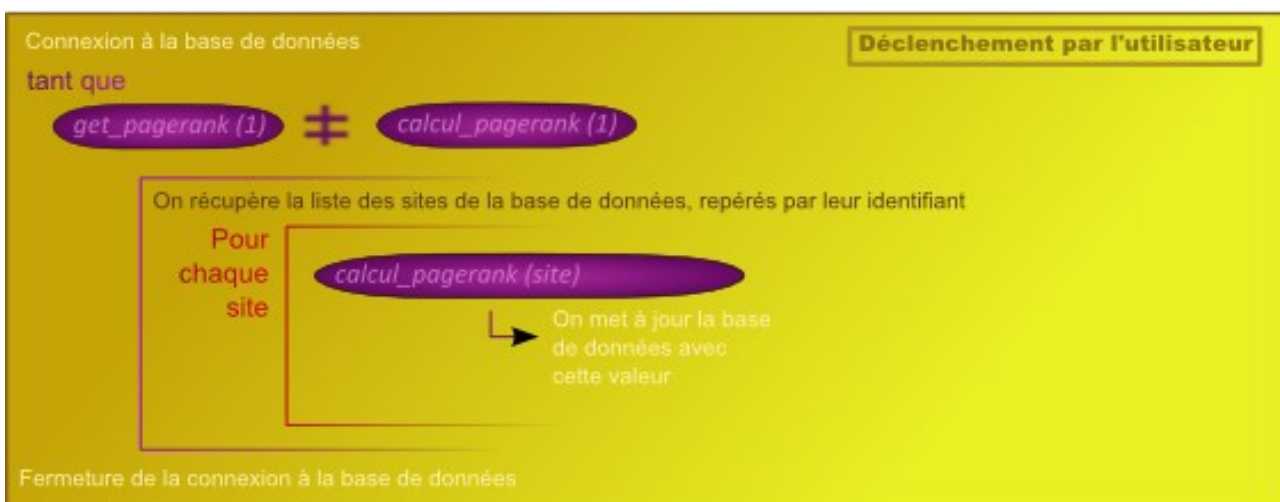 Connexion à la base de données
Déclenchement par l'utilisateur
tant que
get_pagerank (1) ≠ calcul_pagerank (1)
On récupère la liste des sites de la base de données, repérés par leur identifiant
Pour
chaque
site
calcul_pagerank (site)
On met à jour la base
de données avec
cette valeur
Fermeture de la connexion à la base de données